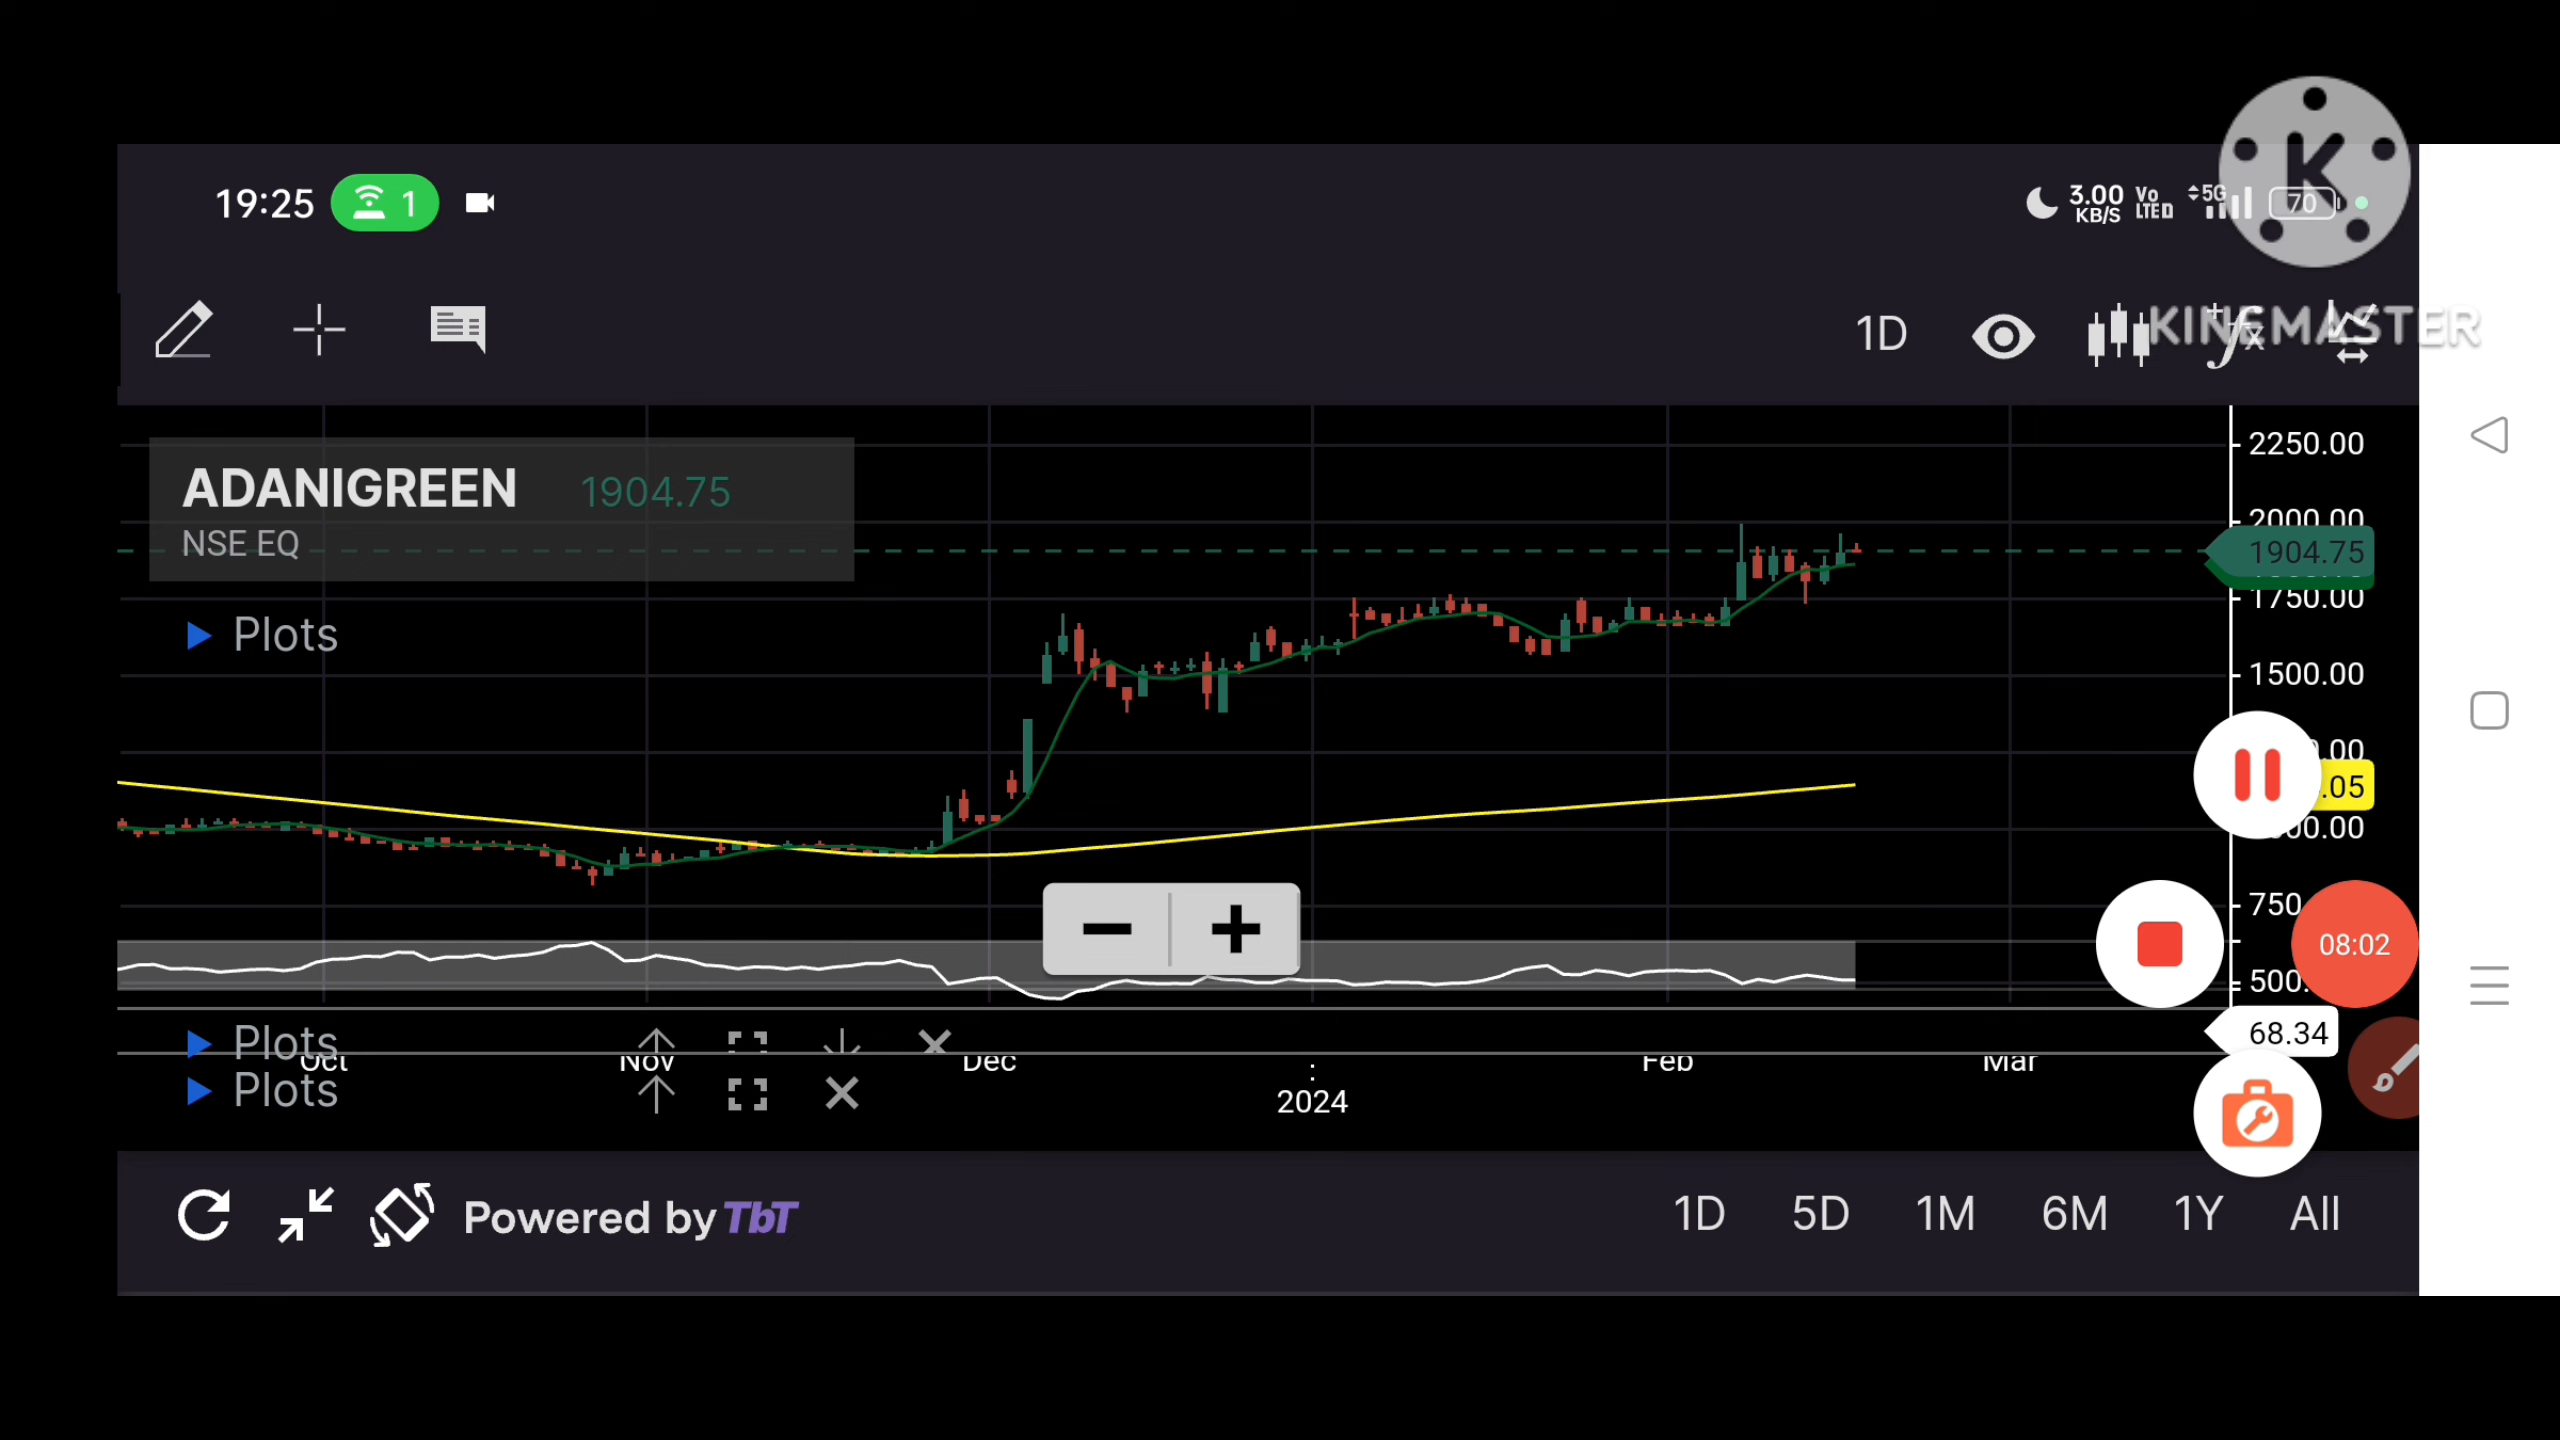 19:25 1 3.00 KB/S Vo LTED 5G 70
K
KINEMASTER
1D
ADANIGREEN 1904.75
NSE EQ
Plots
2250.00
2000.00
1904.75
1750.00
1500.00
.05
750
500.
08:02
68.34
Plots
Oct Nov Dec Feb Mar
Plots
2024
Powered by TbT 1D 5D 1M 6M 1Y All